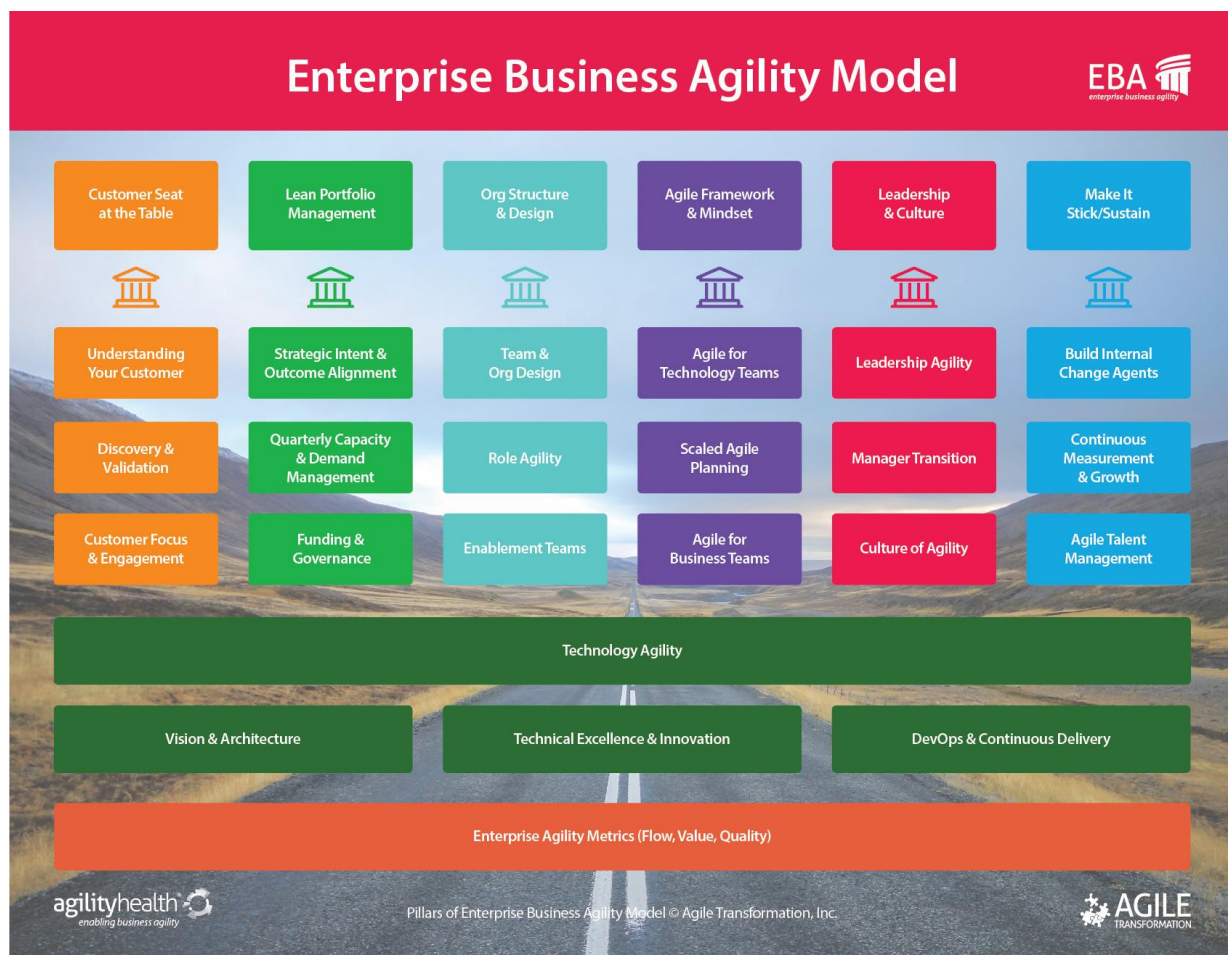 Enterprise Business Agility Model
EBA
enterprise business agility
Customer Seat
at the Table
Lean Portfolio
Management
Org Structure
& Design
Agile Framework
& Mindset
Leadership
& Culture
Make It
Stick/Sustain
Understanding
Your Customer
Strategic Intent &
Outcome Alignment
Team &
Org Design
Agile for
Technology Teams
Leadership Agility
Build Internal
Change Agents
Discovery &
Validation
Quarterly Capacity
& Demand
Management
Role Agility
Scaled Agile
Planning
Manager Transition
Continuous
Measurement
& Growth
Customer Focus
& Engagement
Funding &
Governance
Enablement Teams
Agile for
Business Teams
Culture of Agility
Agile Talent
Management
Technology Agility
Vision & Architecture
Technical Excellence & Innovation
DevOps & Continuous Delivery
Enterprise Agility Metrics (Flow, Value, Quality)
agilityhealth
enabling business agility
Pillars of Enterprise Business Agility Model © Agile Transformation, Inc.
AGILE
TRANSFORMATION